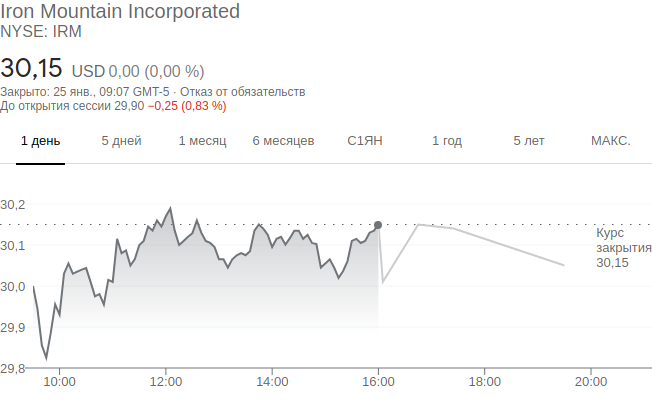 Iron Mountain Incorporated
NYSE: IRM
30,15 USD 0,00 (0,00 %)
Закрыто: 25 янв., 09:07 GMT-5 · Отказ от обязательств
До открытия сессии 29,90 −0,25 (0,83 %)
1 день 5 дней 1 месяц 6 месяцев С1ЯН 1 год 5 лет МАКС.
30,2
Курс
закрытия
30,15
30,1
30,0
29,9
29,8
10:00 12:00 14:00 16:00 18:00 20:00